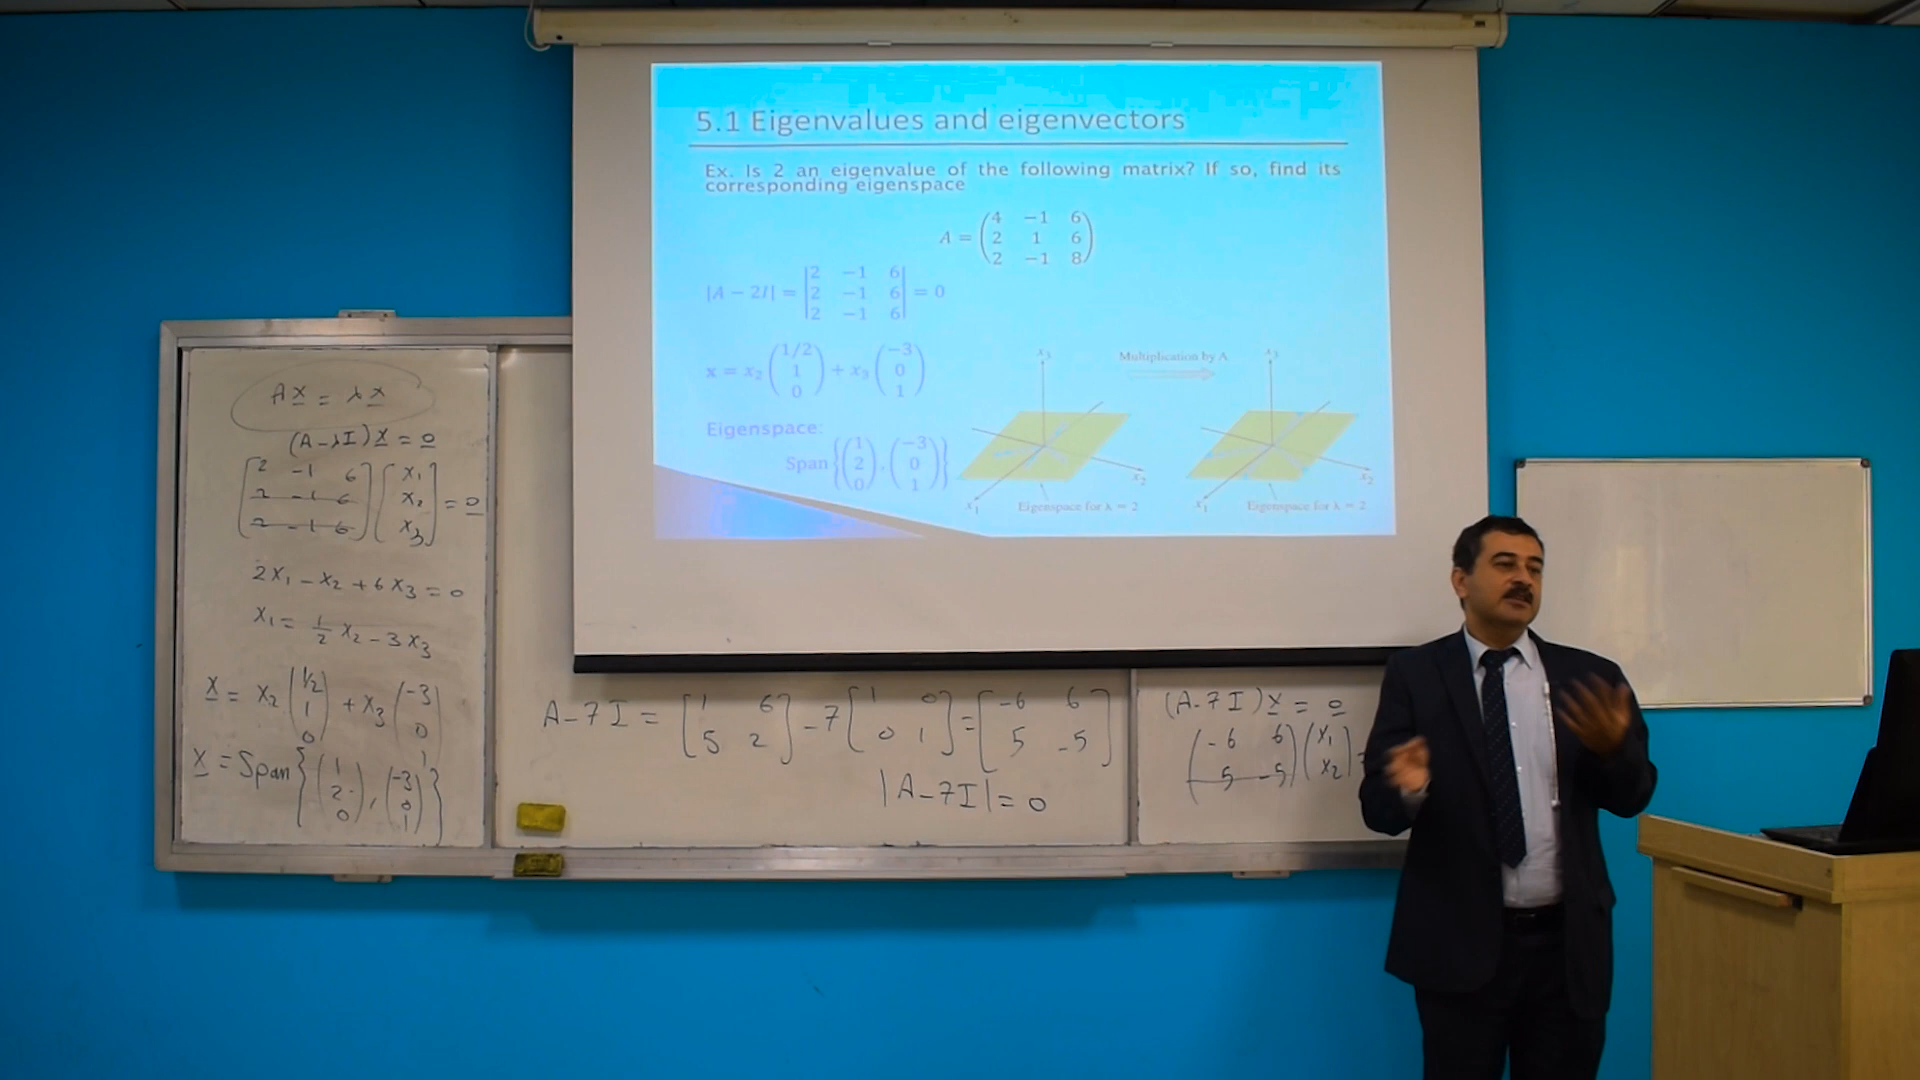 5.1 Eigenvalues and eigenvectors
Ex. Is 2 an eigenvalue of the following matrix? If so, find its
corresponding eigenspace
A = (4 −1 6
2 1 6
2 −1 8)
|A − 2I| = |2 −1 6
2 −1 6
2 −1 6| = 0
x = x₂ (1/2 1 0) + x₃ (−3 0 1)
Eigenspace:
Span {(1 2 0), (−3 0 1)}
x₃
Multiplication by A
x₃
x₂
x₂
x₁
Eigenspace for λ = 2
x₁
Eigenspace for λ = 2
Ax = λx
(A-λI)x = 0
[2 -1 6
2 -1 6
2 -1 6] [x₁ x₂ x₃] = 0
2x₁ - x₂ + 6x₃ = 0
x₁ = 1/2 x₂ - 3x₃
x = x₂ (1/2 1 0) + x₃ (-3 0 1)
x = Span {(1 2 0), (-3 0 1)}
A-7I = [1 6
5 2] - 7 [1 0
0 1] = [-6 6
5 -5]
|A-7I| = 0
(A-7I)x = 0
(-6 6
5 -5) (x₁ x₂) =